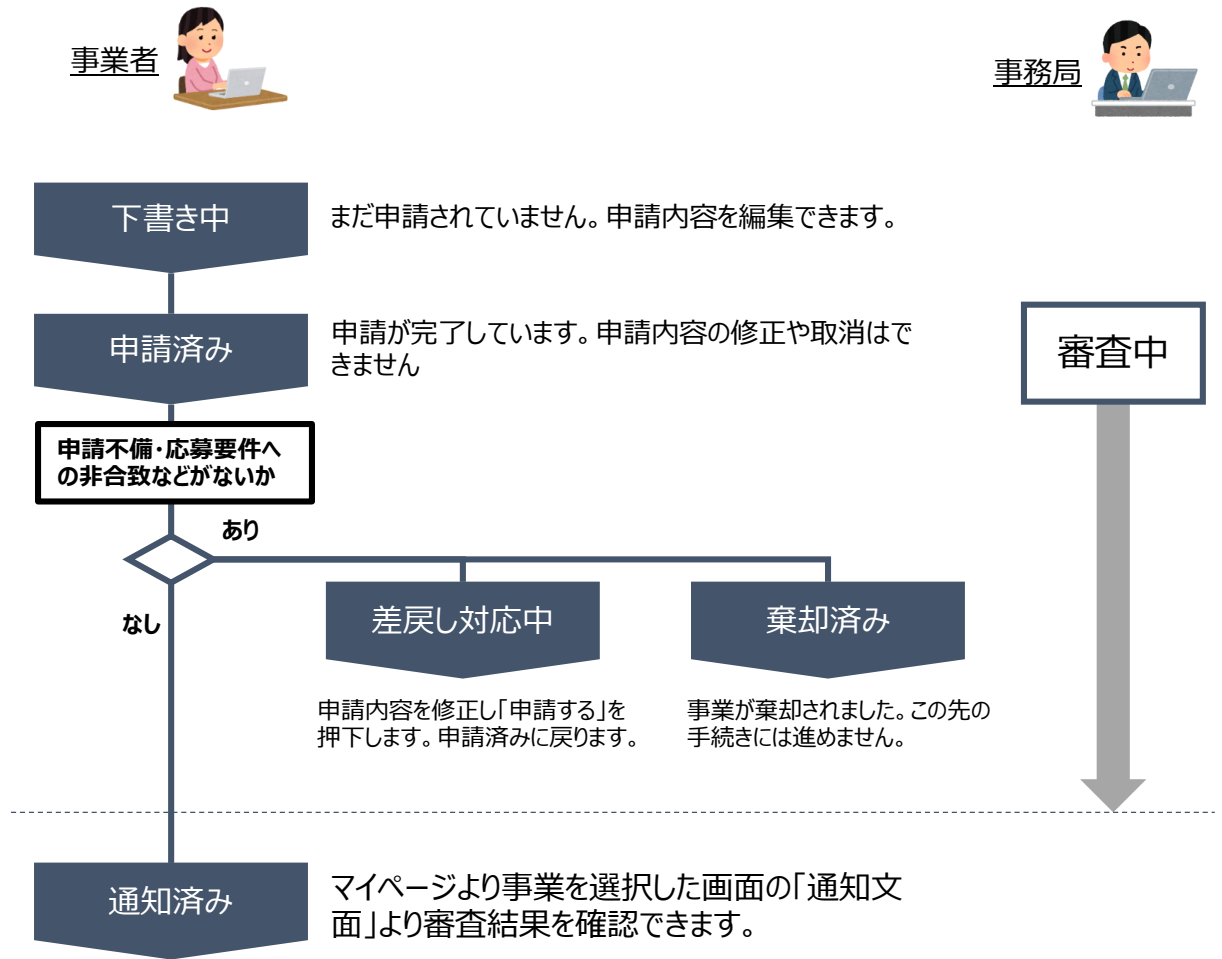 事業者
事務局
下書き中
まだ申請されていません。申請内容を編集できます。
申請済み
申請が完了しています。申請内容の修正や取消はで
きません
審査中
申請不備・応募要件へ
の非合致などがないか
あり
なし
差戻し対応中
棄却済み
申請内容を修正し「申請する」を
押下します。申請済みに戻ります。
事業が棄却されました。この先の
手続きには進めません。
通知済み
マイページより事業を選択した画面の「通知文
面」より審査結果を確認できます。